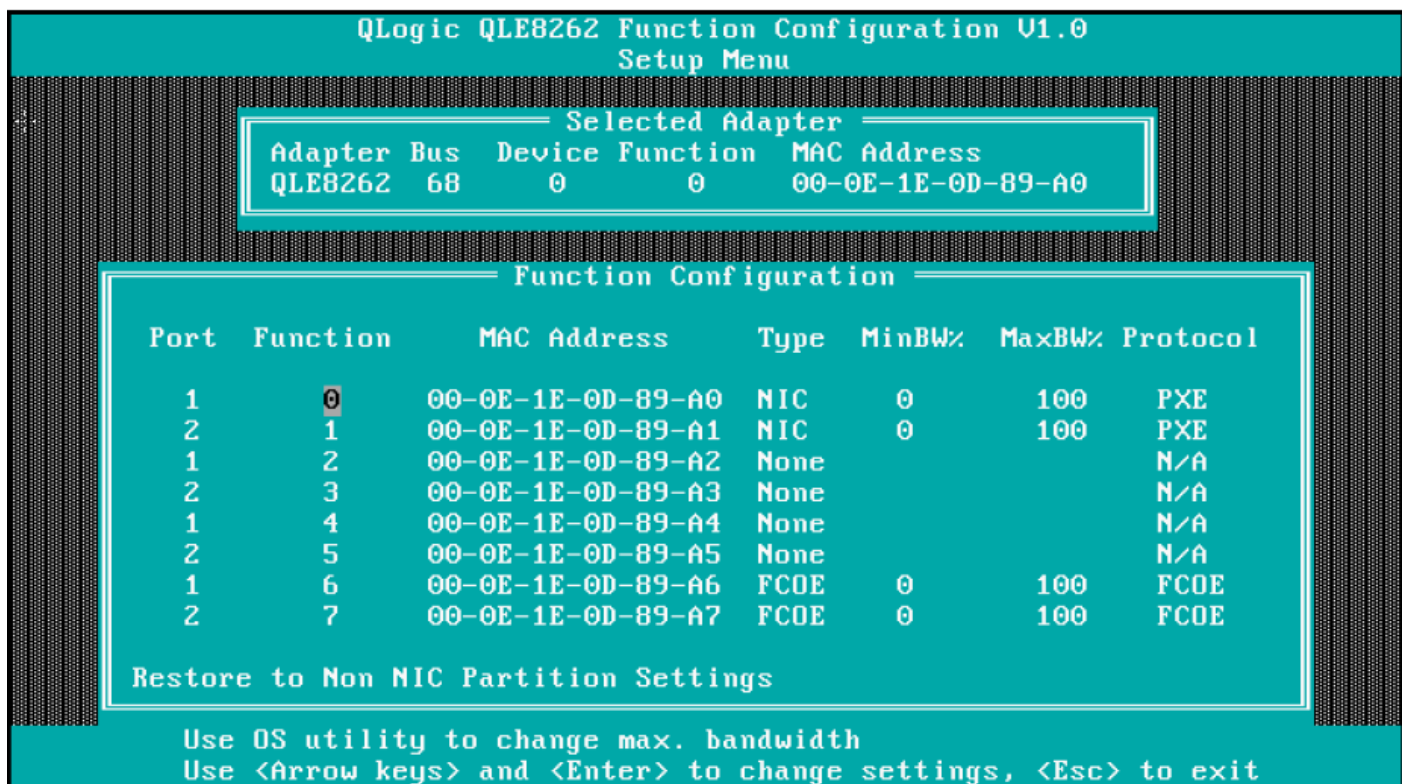 QLogic QLE8262 Function Configuration V1.0
Setup Menu
Selected Adapter
Adapter Bus Device Function MAC Address
QLE8262 68 0 0 00-0E-1E-0D-89-A0
Function Configuration
Port Function MAC Address Type MinBW% MaxBW% Protocol
1 0 00-0E-1E-0D-89-A0 NIC 0 100 PXE
2 1 00-0E-1E-0D-89-A1 NIC 0 100 PXE
1 2 00-0E-1E-0D-89-A2 None N/A
2 3 00-0E-1E-0D-89-A3 None N/A
1 4 00-0E-1E-0D-89-A4 None N/A
2 5 00-0E-1E-0D-89-A5 None N/A
1 6 00-0E-1E-0D-89-A6 FCOE 0 100 FCOE
2 7 00-0E-1E-0D-89-A7 FCOE 0 100 FCOE
Restore to Non NIC Partition Settings
Use OS utility to change max. bandwidth
Use <Arrow keys> and <Enter> to change settings, <Esc> to exit